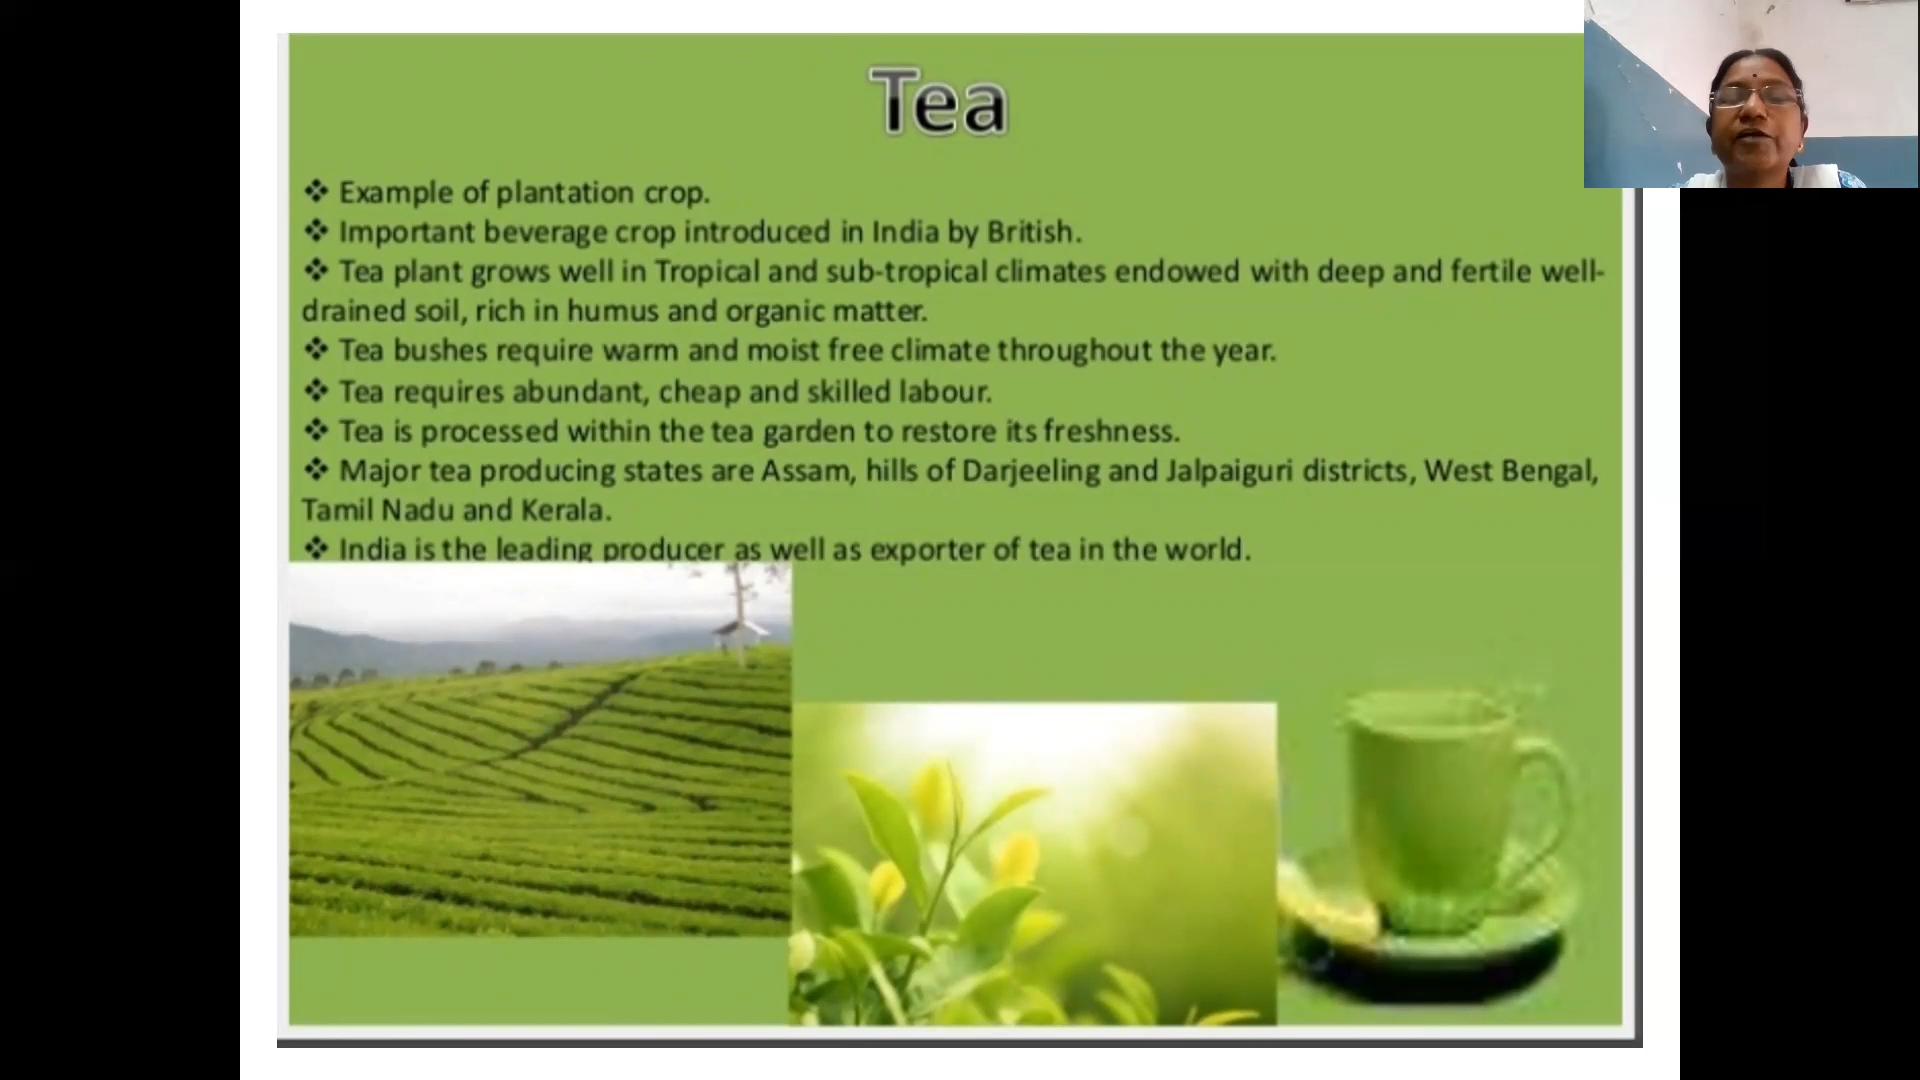 Tea
❖ Example of plantation crop.
❖ Important beverage crop introduced in India by British.
❖ Tea plant grows well in Tropical and sub-tropical climates endowed with deep and fertile well-
drained soil, rich in humus and organic matter.
❖ Tea bushes require warm and moist free climate throughout the year.
❖ Tea requires abundant, cheap and skilled labour.
❖ Tea is processed within the tea garden to restore its freshness.
❖ Major tea producing states are Assam, hills of Darjeeling and Jalpaiguri districts, West Bengal,
Tamil Nadu and Kerala.
❖ India is the leading producer as well as exporter of tea in the world.